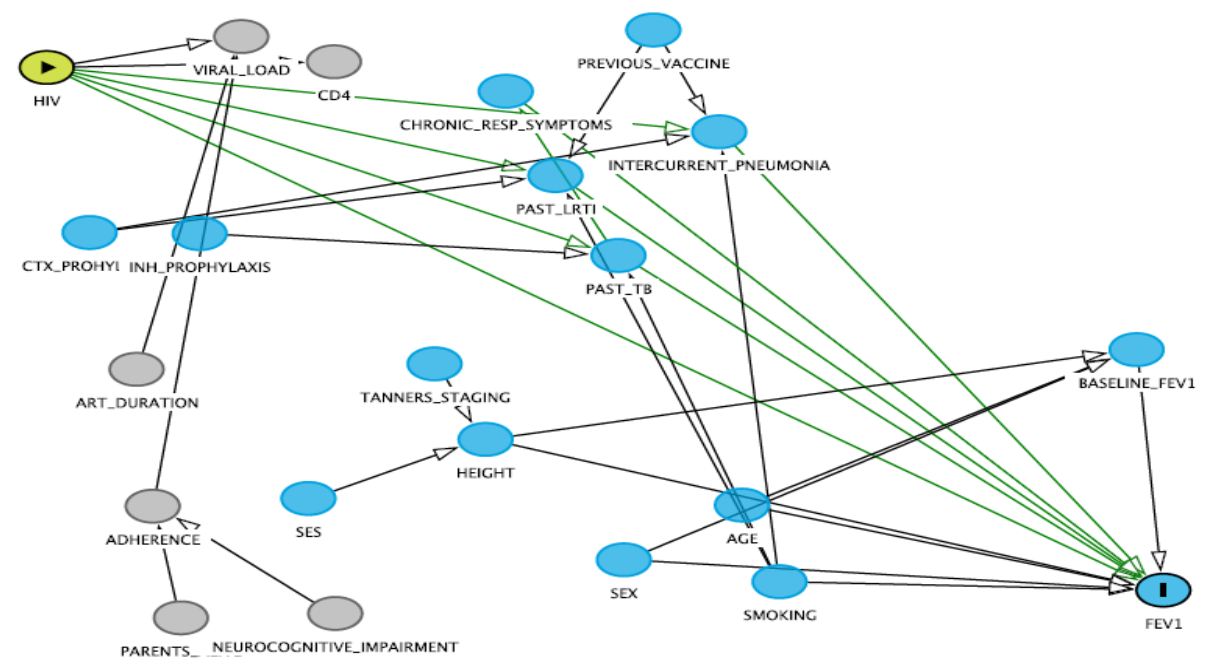 VIRAL_LOAD
PREVIOUS_VACCINE
HIV
CD4
CHRONIC_RESP_SYMPTOMS
INTERCURRENT_PNEUMONIA
PAST_LRTI
CTX_PROHYL
INH_PROPHYLAXIS
PAST_TB
BASELINE_FEV1
TANNERS_STAGING
ART_DURATION
HEIGHT
SES
ADHERENCE
AGE
SEX
SMOKING
FEV1
PARENTS_
NEUROCOGNITIVE_IMPAIRMENT